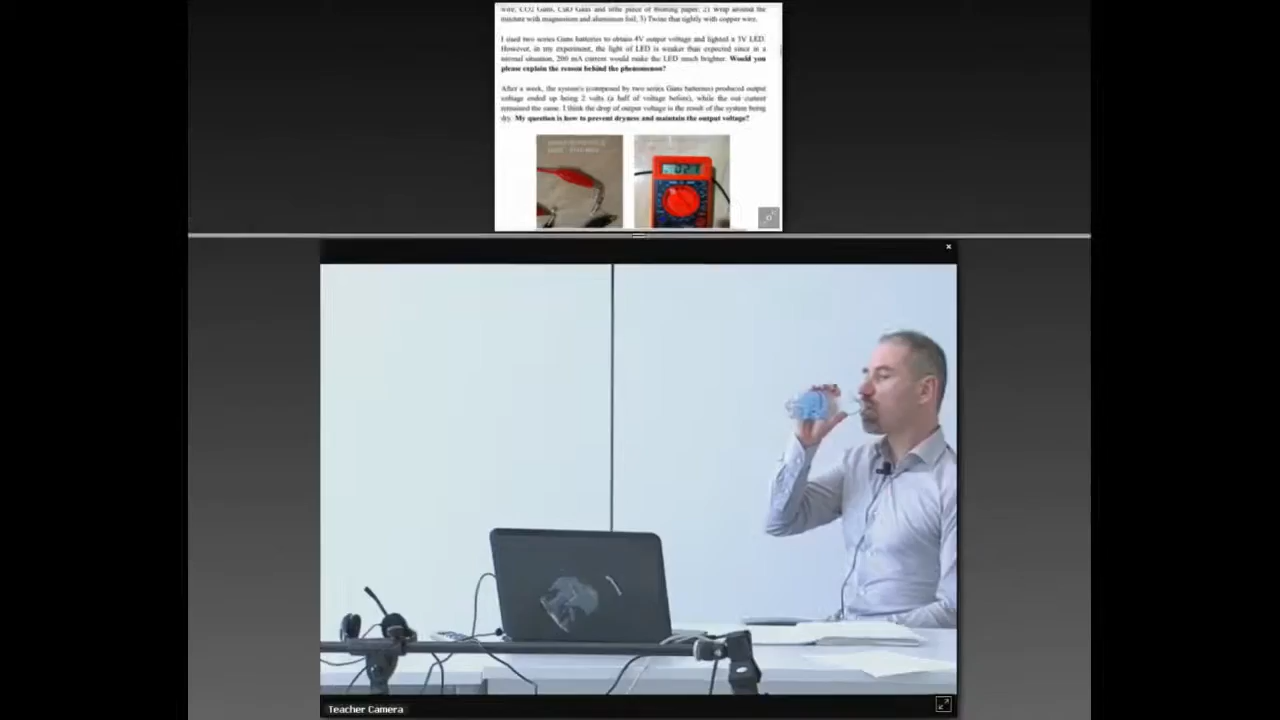 wire, CO2 Gans, CuO Gans and little piece of tissuing paper; 2) Wrap around the
mixture with magnesium and aluminum foil; 3) Twine that tightly with copper wire.
I used two series Gans batteries to obtain 4V output voltage and lighted a 3V LED.
However, in my experiment, the light of LED is weaker than expected since in a
normal situation, 200 mA current would make the LED much brighter. Would you
please explain the reason behind the phenomenon?
After a week, the system's (composed by two series Gans batteries) produced output
voltage ended up being 2 volts (a half of voltage before), while the out current
remained the same. I think the drop of output voltage is the result of the system being
dry. My question is how to prevent dryness and maintain the output voltage?
Teacher Camera